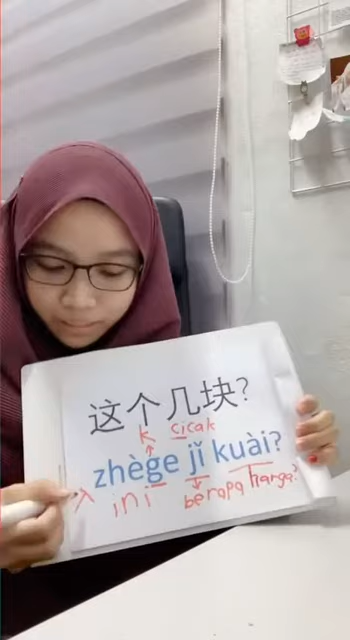 这个几块?
k cicak
zhège jǐ kuài?
ini berapa harga?